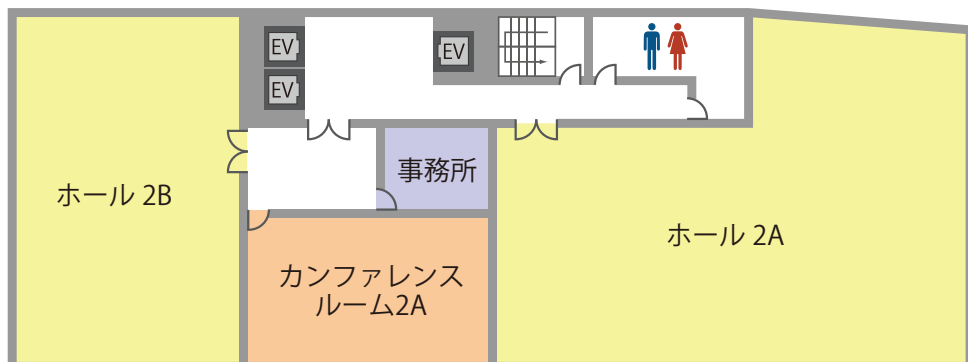 EV
EV
EV
事務所
ホール 2B
ホール 2A
カンファレンス
ルーム2A